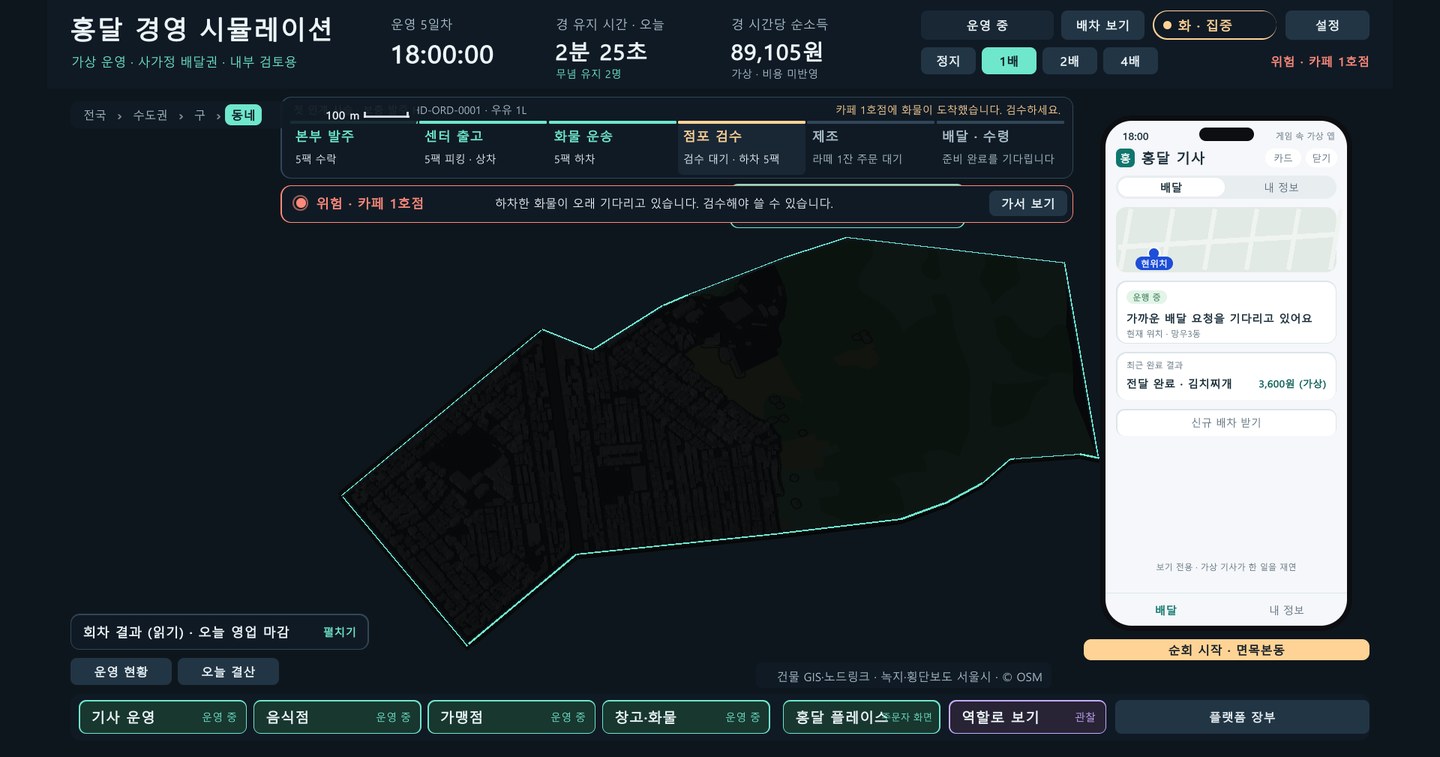 홍달 경영 시뮬레이션
가상 운영 · 사가정 배달권 · 내부 검토용
운영 5일차
18:00:00
경 유지 시간 · 오늘
2분 25초
무념 유지 2명
경 시간당 순소득
89,105원
가상 · 비용 미반영
운영 중
배차 보기
화 · 집중
설정
정지
1배
2배
4배
위험 · 카페 1호점
전국 › 수도권 › 구 › 동네
100 m
HD-ORD-0001 · 우유 1L
카페 1호점에 화물이 도착했습니다. 검수하세요.
본부 발주
5팩 수락
센터 출고
5팩 피킹 · 상차
화물 운송
5팩 하차
점포 검수
검수 대기 · 하차 5팩
제조
라떼 1잔 주문 대기
배달 · 수령
준비 완료를 기다립니다
위험 · 카페 1호점
하차한 화물이 오래 기다리고 있습니다. 검수해야 쓸 수 있습니다.
가서 보기
18:00
게임 속 가상 앱
홍
홍달 기사
카드
닫기
배달
내 정보
현위치
운행 중
가까운 배달 요청을 기다리고 있어요
현재 위치 · 망우3동
최근 완료 결과
전달 완료 · 김치찌개
3,600원 (가상)
신규 배차 받기
보기 전용 · 가상 기사가 한 일을 재연
배달
내 정보
순회 시작 · 면목본동
회차 결과 (읽기) · 오늘 영업 마감
펼치기
운영 현황
오늘 결산
건물 GIS·노드링크 · 녹지·횡단보도 서울시 · © OSM
기사 운영
운영 중
음식점
운영 중
가맹점
운영 중
창고·화물
운영 중
홍달 플레이스
주문자 화면
역할로 보기
관찰
플랫폼 장부